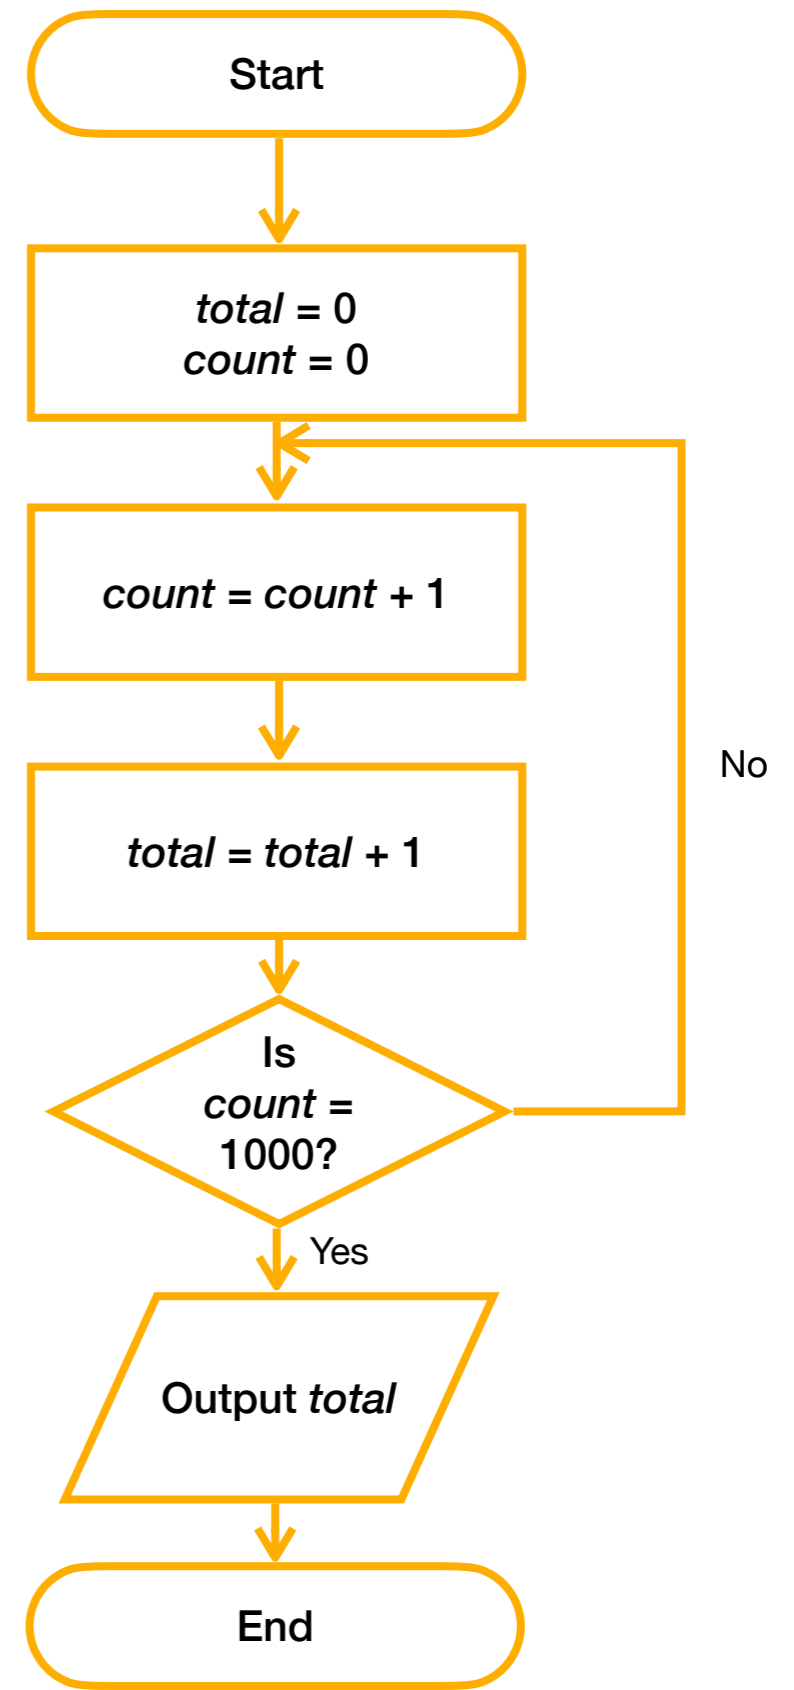 Start
total = 0
count = 0
count = count + 1
total = total + 1
No
Is
count =
1000?
Yes
Output total
End